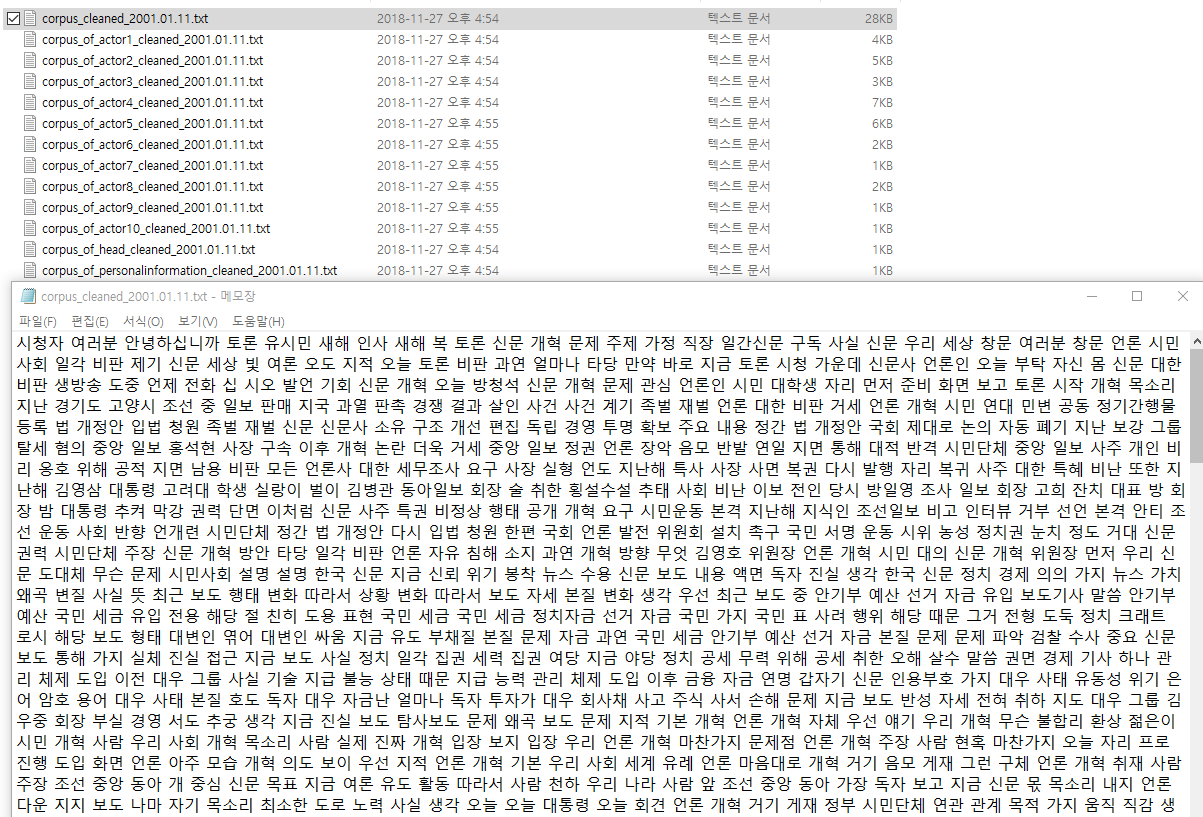 corpus_cleaned_2001.01.11.txt 2018-11-27 오후 4:54 텍스트 문서 28KB
corpus_of_actor1_cleaned_2001.01.11.txt 2018-11-27 오후 4:54 텍스트 문서 4KB
corpus_of_actor2_cleaned_2001.01.11.txt 2018-11-27 오후 4:54 텍스트 문서 5KB
corpus_of_actor3_cleaned_2001.01.11.txt 2018-11-27 오후 4:54 텍스트 문서 3KB
corpus_of_actor4_cleaned_2001.01.11.txt 2018-11-27 오후 4:54 텍스트 문서 7KB
corpus_of_actor5_cleaned_2001.01.11.txt 2018-11-27 오후 4:55 텍스트 문서 6KB
corpus_of_actor6_cleaned_2001.01.11.txt 2018-11-27 오후 4:55 텍스트 문서 2KB
corpus_of_actor7_cleaned_2001.01.11.txt 2018-11-27 오후 4:55 텍스트 문서 1KB
corpus_of_actor8_cleaned_2001.01.11.txt 2018-11-27 오후 4:55 텍스트 문서 2KB
corpus_of_actor9_cleaned_2001.01.11.txt 2018-11-27 오후 4:55 텍스트 문서 1KB
corpus_of_actor10_cleaned_2001.01.11.txt 2018-11-27 오후 4:55 텍스트 문서 1KB
corpus_of_head_cleaned_2001.01.11.txt 2018-11-27 오후 4:54 텍스트 문서 1KB
corpus_of_personalinformation_cleaned_2001.01.11.txt 2018-11-27 오후 4:54 텍스트 문서 1KB
corpus_cleaned_2001.01.11.txt - 메모장
파일(F) 편집(E) 서식(O) 보기(V) 도움말(H)
시청자 여러분 안녕하십니까 토론 유시민 새해 인사 새해 복 토론 신문 개혁 문제 주제 가정 직장 일간신문 구독 사실 신문 우리 세상 창문 여러분 창문 언론 시민
사회 일각 비판 제기 신문 세상 빛 여론 오도 지적 오늘 토론 비판 과연 얼마나 타당 만약 바로 지금 토론 시청 가운데 신문사 언론인 오늘 부탁 자신 몸 신문 대한
비판 생방송 도중 언제 전화 십 시오 발언 기회 신문 개혁 오늘 방청석 신문 개혁 문제 관심 언론인 시민 대학생 자리 먼저 준비 화면 보고 토론 시작 개혁 목소리
지난 경기도 고양시 조선 중 일보 판매 지국 과열 판촉 경쟁 결과 살인 사건 사건 계기 족벌 재벌 언론 대한 비판 거세 언론 개혁 시민 연대 민변 공동 정기간행물
등록 법 개정안 입법 청원 족벌 재벌 신문 신문사 소유 구조 개선 편집 독립 경영 투명 확보 주요 내용 정간 법 개정안 국회 제대로 논의 자동 폐기 지난 보강 그룹
탈세 혐의 중앙 일보 홍석현 사장 구속 이후 개혁 논란 더욱 거세 중앙 일보 정권 언론 장악 음모 반발 연일 지면 통해 대적 반격 시민단체 중앙 일보 사주 개인 비
리 옹호 위해 공적 지면 남용 비판 모든 언론사 대한 세무조사 요구 사장 실형 언도 지난해 특사 사장 사면 복권 다시 발행 자리 복귀 사주 대한 특혜 비난 또한 지
난해 김영삼 대통령 고려대 학생 실랑이 벌이 김병관 동아일보 회장 술 취한 횡설수설 추태 사회 비난 이보 전인 당시 방일영 조사 일보 회장 고희 잔치 대표 방 회
장 밤 대통령 추켜 막강 권력 단면 이처럼 신문 사주 특권 비정상 행태 공개 개혁 요구 시민운동 본격 지난해 지식인 조선일보 비고 인터뷰 거부 선언 본격 안티 조
선 운동 사회 반향 언개련 시민단체 정간 법 개정안 다시 입법 청원 한편 국회 언론 발전 위원회 설치 촉구 국민 서명 운동 시위 농성 정치권 눈치 정도 거대 신문
권력 시민단체 주장 신문 개혁 방안 타당 일각 비판 언론 자유 침해 소지 과연 개혁 방향 무엇 김영호 위원장 언론 개혁 시민 대의 신문 개혁 위원장 먼저 우리 신
문 도대체 무슨 문제 시민사회 설명 설명 한국 신문 지금 신뢰 위기 봉착 뉴스 수용 신문 보도 내용 액면 독자 진실 생각 한국 신문 정치 경제 의의 가지 뉴스 가치
왜곡 변질 사실 뜻 최근 보도 행태 변화 따라서 상황 변화 따라서 보도 자세 본질 변화 생각 우선 최근 보도 중 안기부 예산 선거 자금 유입 보도기사 말씀 안기부
예산 국민 세금 유입 전용 해당 절 친히 도용 표현 국민 세금 국민 세금 정치자금 선거 자금 국민 가지 국민 표 사려 행위 해당 때문 그거 전형 도둑 정치 크래트
로시 해당 보도 형태 대변인 엮어 대변인 싸움 지금 유도 부채질 본질 문제 자금 과연 국민 세금 안기부 예산 선거 자금 본질 문제 문제 파악 검찰 수사 중요 신문
보도 통해 가지 실체 진실 접근 지금 보도 사실 정치 일각 집권 세력 집권 여당 지금 야당 정치 공세 무력 위해 공세 취한 오해 살수 말씀 권면 경제 기사 하나 관
리 체제 도입 이전 대우 그룹 사실 기술 지급 불능 상태 때문 지급 능력 관리 체제 도입 이후 금융 자금 연명 갑자기 신문 인용부호 가지 대우 사태 유동성 위기 은
어 암호 용어 대우 사태 본질 호도 독자 대우 자금난 얼마나 독자 투자가 대우 회사채 사고 주식 사서 손해 문제 지금 보도 반성 자세 전혀 취하 지도 대우 그룹 김
우중 회장 부실 경영 서도 추궁 생각 지금 진실 보도 탐사보도 문제 왜곡 보도 문제 지적 기본 개혁 언론 개혁 자체 우선 얘기 우리 개혁 무슨 불합리 환상 젊은이
시민 개혁 사람 우리 사회 개혁 목소리 사람 실제 진짜 개혁 입장 보지 입장 우리 언론 개혁 마찬가지 문제점 언론 개혁 주장 사람 현혹 마찬가지 오늘 자리 프로
진행 도입 화면 언론 아주 모습 개혁 의도 보이 우선 지적 언론 개혁 기본 우리 사회 세계 유례 언론 마음대로 개혁 거기 음모 게재 그런 구체 언론 개혁 취재 사람
주장 조선 중앙 동아 개 중심 신문 목표 지금 여론 유도 활동 따라서 사람 천하 우리 나라 사람 앞 조선 중앙 동아 가장 독자 보고 지금 신문 몫 목소리 내지 언론
다운 지지 보도 나마 자기 목소리 최소한 도로 노력 사실 생각 오늘 오늘 대통령 오늘 회견 언론 개혁 거기 게재 정부 시민단체 연관 관계 목적 가지 움직 직감 생